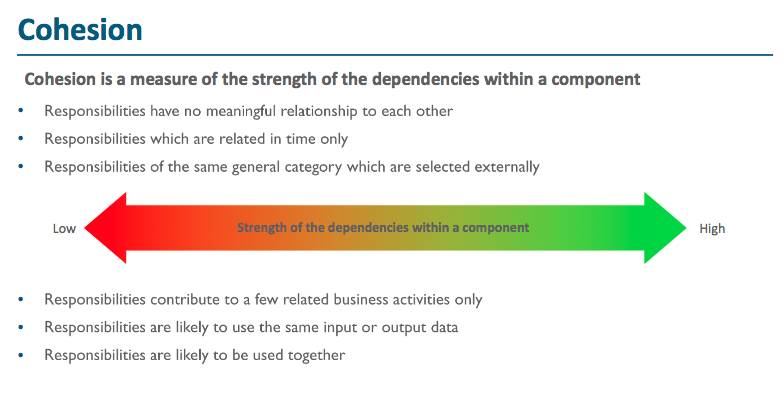 Cohesion
Cohesion is a measure of the strength of the dependencies within a component
• Responsibilities have no meaningful relationship to each other
• Responsibilities which are related in time only
• Responsibilities of the same general category which are selected externally
Low
Strength of the dependencies within a component
High
• Responsibilities contribute to a few related business activities only
• Responsibilities are likely to use the same input or output data
• Responsibilities are likely to be used together